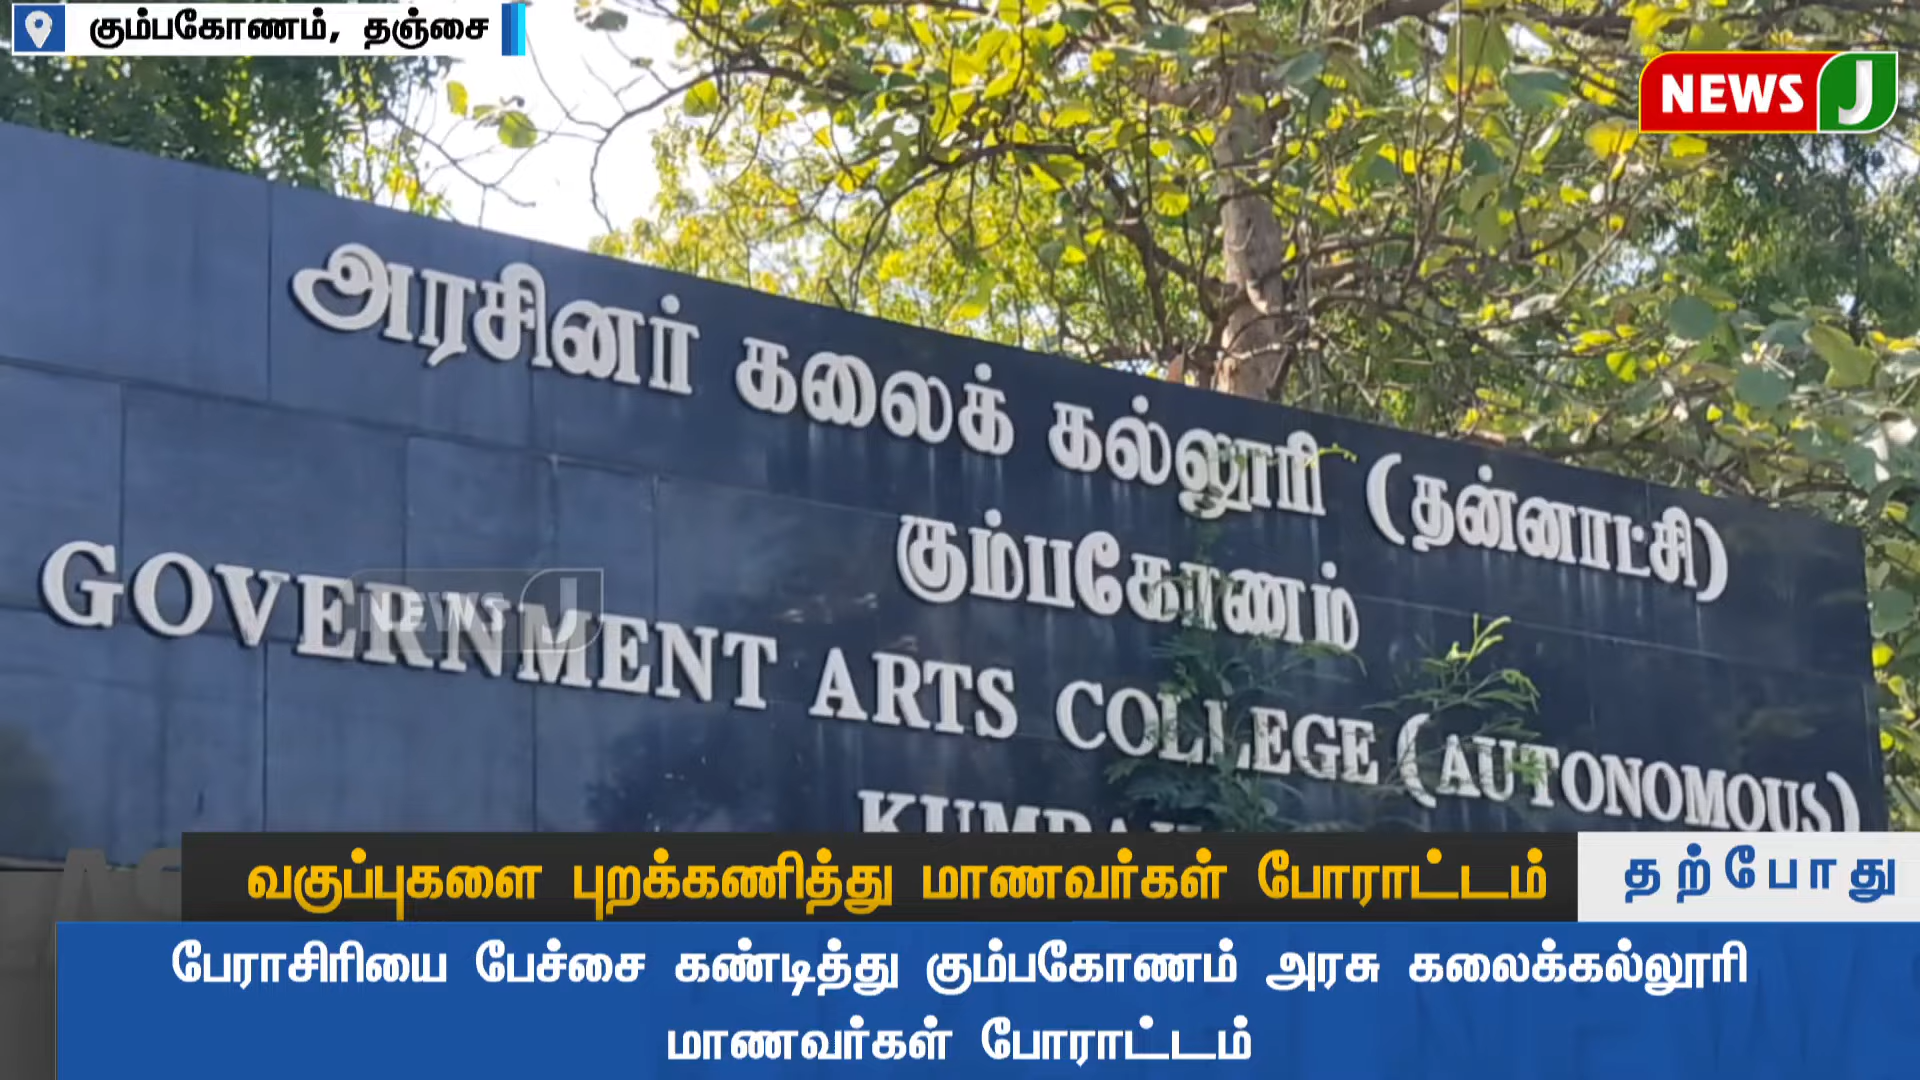 கும்பகோணம், தஞ்சை
NEWS J
அரசினர் கலைக் கல்லூரி (தன்னாட்சி)
கும்பகோணம்
GOVERNMENT ARTS COLLEGE (AUTONOMOUS)
NEWS J
வகுப்புகளை புறக்கணித்து மாணவர்கள் போராட்டம்
தற்போது
பேராசிரியை பேச்சை கண்டித்து கும்பகோணம் அரசு கலைக்கல்லூரி
மாணவர்கள் போராட்டம்